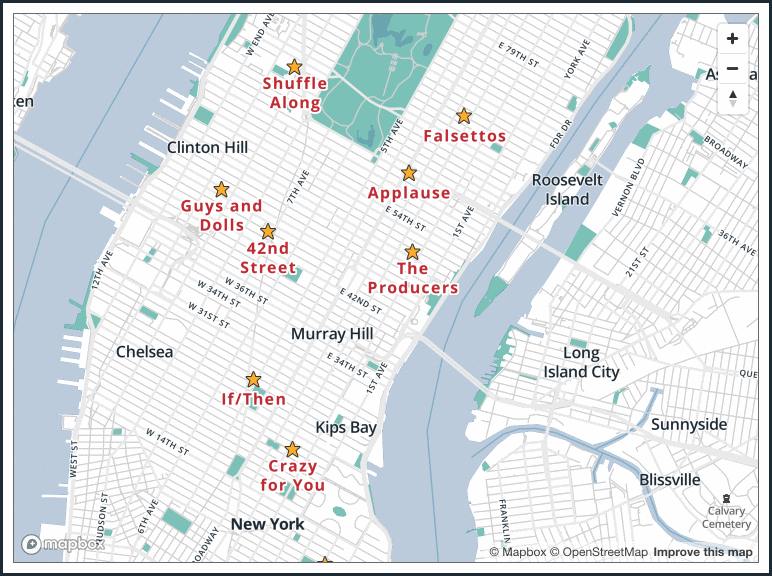 W END AVE
E 79TH ST
YORK AVE
+
−
Shuffle
Along
Falsettos
5TH AVE
FDR DR
BROADWAY
Clinton Hill
VERNON BLVD
Roosevelt
Island
7TH AVE
Applause
Guys and
Dolls
E 54TH ST
1ST AVE
36TH AVE
42nd
Street
21ST ST
12TH AVE
The
Producers
W 36TH ST
W 34TH ST
E 42ND ST
W 31ST ST
Murray Hill
Chelsea
E 34TH ST
1ST AVE
Long
Island City
QUE
If/Then
Kips Bay
Sunnyside
W 14TH ST
WEST ST
Crazy
for You
Blissville
HUDSON ST
6TH AVE
FRANKLIN
Calvary
Cemetery
New York
OADWAY
mapbox
© Mapbox © OpenStreetMap Improve this map